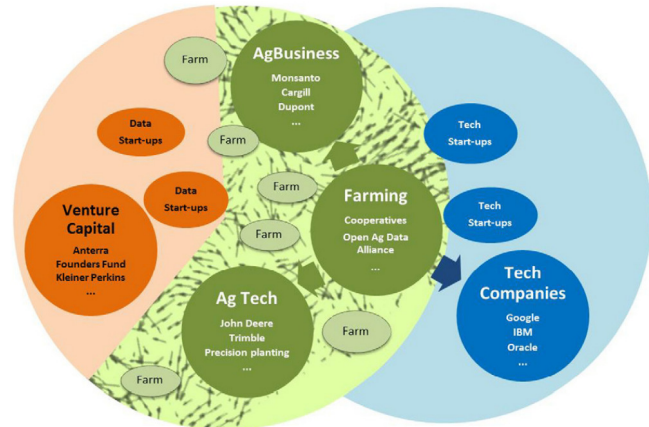 Farm
AgBusiness
Monsanto
Cargill
Dupont
...
Data
Start-ups
Farm
Tech
Start-ups
Data
Start-ups
Farm
Farming
Cooperatives
Open Ag Data
Alliance
...
Tech
Start-ups
Farm
Venture
Capital
Anterra
Founders Fund
Kleiner Perkins
...
Ag Tech
John Deere
Trimble
Precision planting
...
Tech
Companies
Google
IBM
Oracle
...
Farm
Farm